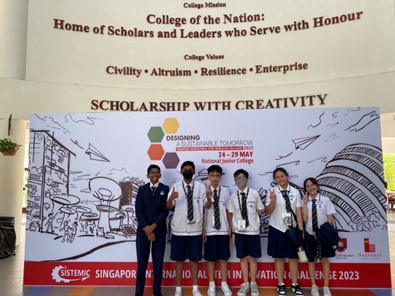 College Mission
College of the Nation:
Home of Scholars and Leaders who Serve with Honour
College Values
Civility • Altruism • Resilience • Enterprise
SCHOLARSHIP WITH CREATIVITY
DESIGNING
A SUSTAINABLE TOMORROW
24 – 29 MAY
National Junior College
SISTEMIC
SINGAPORE INTERNATIONAL STEM INNOVATION CHALLENGE 2023
National